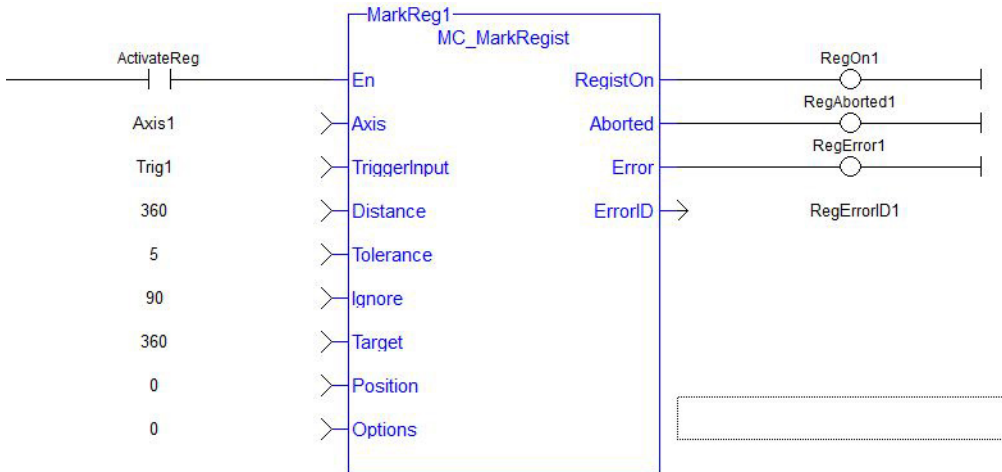 MarkReg1
MC_MarkRegist
ActivateReg En RegistOn RegOn1
Axis1 Axis Aborted RegAborted1
Trig1 TriggerInput Error RegError1
360 Distance ErrorID RegErrorID1
5 Tolerance
90 Ignore
360 Target
0 Position
0 Options